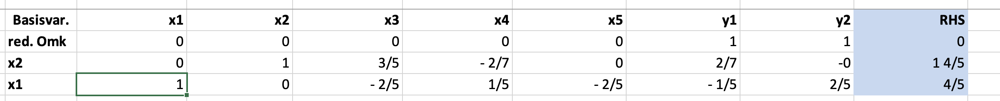 Basisvar. x1 x2 x3 x4 x5 y1 y2 RHS
red. Omk 0 0 0 0 0 1 1 0
x2 0 1 3/5 - 2/7 0 2/7 -0 1 4/5
x1 1 0 - 2/5 1/5 - 2/5 - 1/5 2/5 4/5